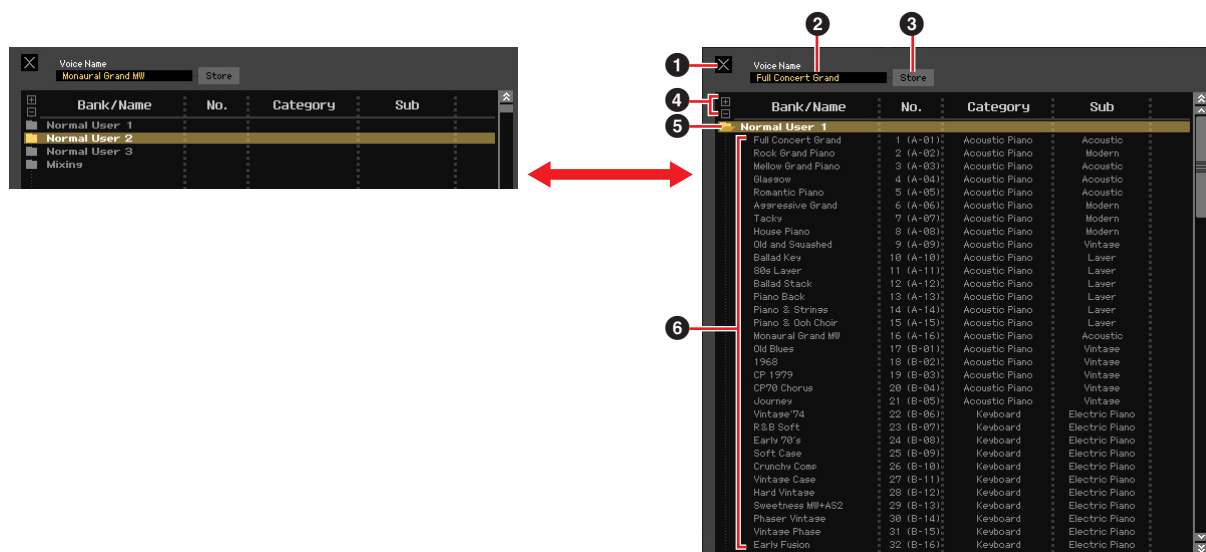 2 3
Voice Name
Monaural Grand MW Store
Bank/Name No. Category Sub
Normal User 1
Normal User 2
Normal User 3
Mixing
1
Voice Name
Full Concert Grand Store
4
Bank/Name No. Category Sub
5
Normal User 1
Full Concert Grand 1 (A-01) Acoustic Piano Acoustic
Rock Grand Piano 2 (A-02) Acoustic Piano Modern
Mellow Grand Piano 3 (A-03) Acoustic Piano Acoustic
Glasgow 4 (A-04) Acoustic Piano Acoustic
Romantic Piano 5 (A-05) Acoustic Piano Acoustic
Aggressive Grand 6 (A-06) Acoustic Piano Modern
Tacky 7 (A-07) Acoustic Piano Modern
House Piano 8 (A-08) Acoustic Piano Modern
Old and Squashed 9 (A-09) Acoustic Piano Vintage
Ballad Key 10 (A-10) Acoustic Piano Layer
80s Layer 11 (A-11) Acoustic Piano Layer
Ballad Stack 12 (A-12) Acoustic Piano Layer
Piano Back 13 (A-13) Acoustic Piano Layer
Piano & Strings 14 (A-14) Acoustic Piano Layer
6
Piano & Ooh Choir 15 (A-15) Acoustic Piano Layer
Monaural Grand MW 16 (A-16) Acoustic Piano Acoustic
Old Blues 17 (B-01) Acoustic Piano Vintage
1968 18 (B-02) Acoustic Piano Vintage
CP 1979 19 (B-03) Acoustic Piano Vintage
CP70 Chorus 20 (B-04) Acoustic Piano Vintage
Journey 21 (B-05) Acoustic Piano Vintage
Vintage'74 22 (B-06) Keyboard Electric Piano
R&B Soft 23 (B-07) Keyboard Electric Piano
Early 70's 24 (B-08) Keyboard Electric Piano
Soft Case 25 (B-09) Keyboard Electric Piano
Crunchy Comp 26 (B-10) Keyboard Electric Piano
Vintage Case 27 (B-11) Keyboard Electric Piano
Hard Vintage 28 (B-12) Keyboard Electric Piano
Sweetness MW+AS2 29 (B-13) Keyboard Electric Piano
Phaser Vintage 30 (B-14) Keyboard Electric Piano
Vintage Phase 31 (B-15) Keyboard Electric Piano
Early Fusion 32 (B-16) Keyboard Electric Piano